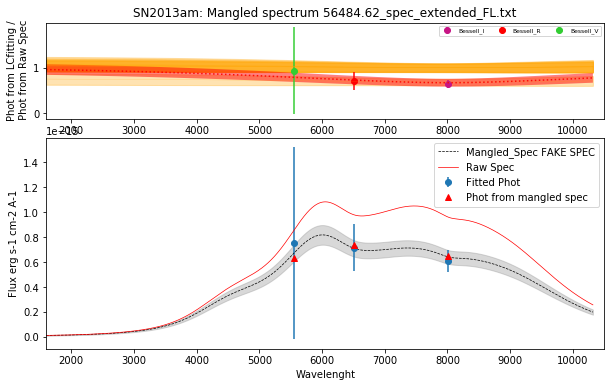 SN2013am: Mangled spectrum 56484.62_spec_extended_FL.txt
Phot from LCfitting /
Phot from Raw Spec
1
0
Bessell_I
Bessell_R
Bessell_V
2000 3000 4000 5000 6000 7000 8000 9000 10000
Flux erg s-1 cm-2 A-1
1.4
1.2
1.0
0.8
0.6
0.4
0.2
0.0
Mangled_Spec FAKE SPEC
Raw Spec
Fitted Phot
Phot from mangled spec
2000 3000 4000 5000 6000 7000 8000 9000 10000
Wavelenght